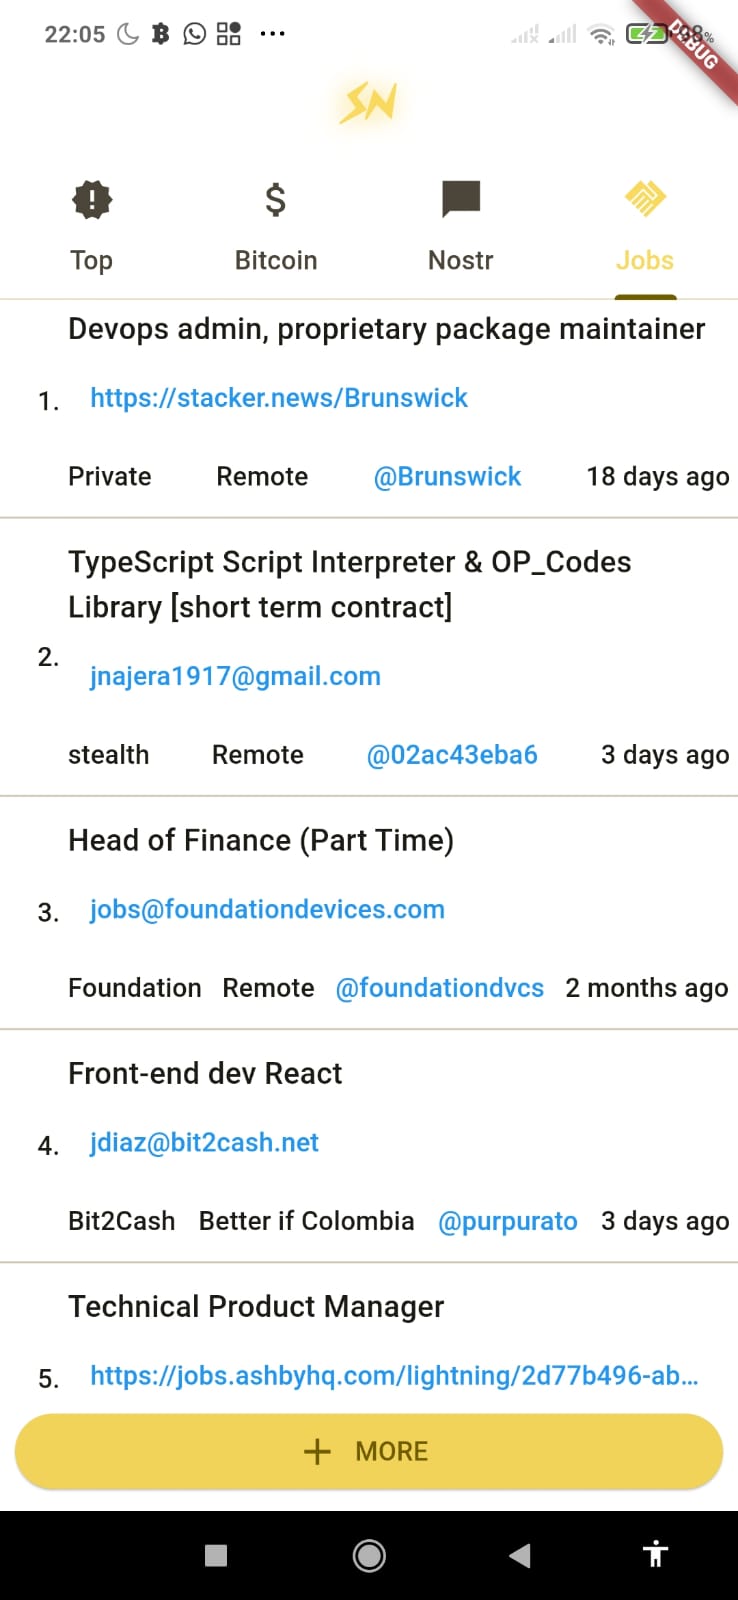 22:05
98%
DEBUG
SN
Top Bitcoin Nostr Jobs
Devops admin, proprietary package maintainer
1. https://stacker.news/Brunswick
Private Remote @Brunswick 18 days ago
TypeScript Script Interpreter & OP_Codes
Library [short term contract]
2. jnajera1917@gmail.com
stealth Remote @02ac43eba6 3 days ago
Head of Finance (Part Time)
3. jobs@foundationdevices.com
Foundation Remote @foundationdvcs 2 months ago
Front-end dev React
4. jdiaz@bit2cash.net
Bit2Cash Better if Colombia @purpurato 3 days ago
Technical Product Manager
5. https://jobs.ashbyhq.com/lightning/2d77b496-ab...
+ MORE